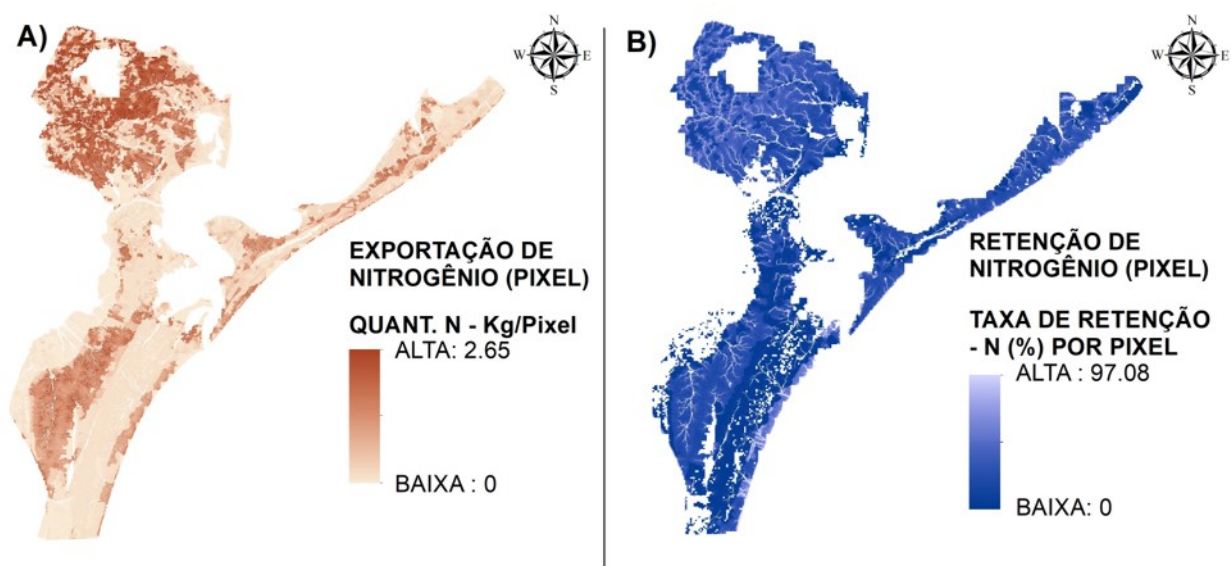 A)
N
W E
S
EXPORTAÇÃO DE
NITROGÊNIO (PIXEL)
QUANT. N - Kg/Pixel
ALTA: 2.65
BAIXA : 0
B)
N
W E
S
RETENÇÃO DE
NITROGÊNIO (PIXEL)
TAXA DE RETENÇÃO
- N (%) POR PIXEL
ALTA : 97.08
BAIXA: 0